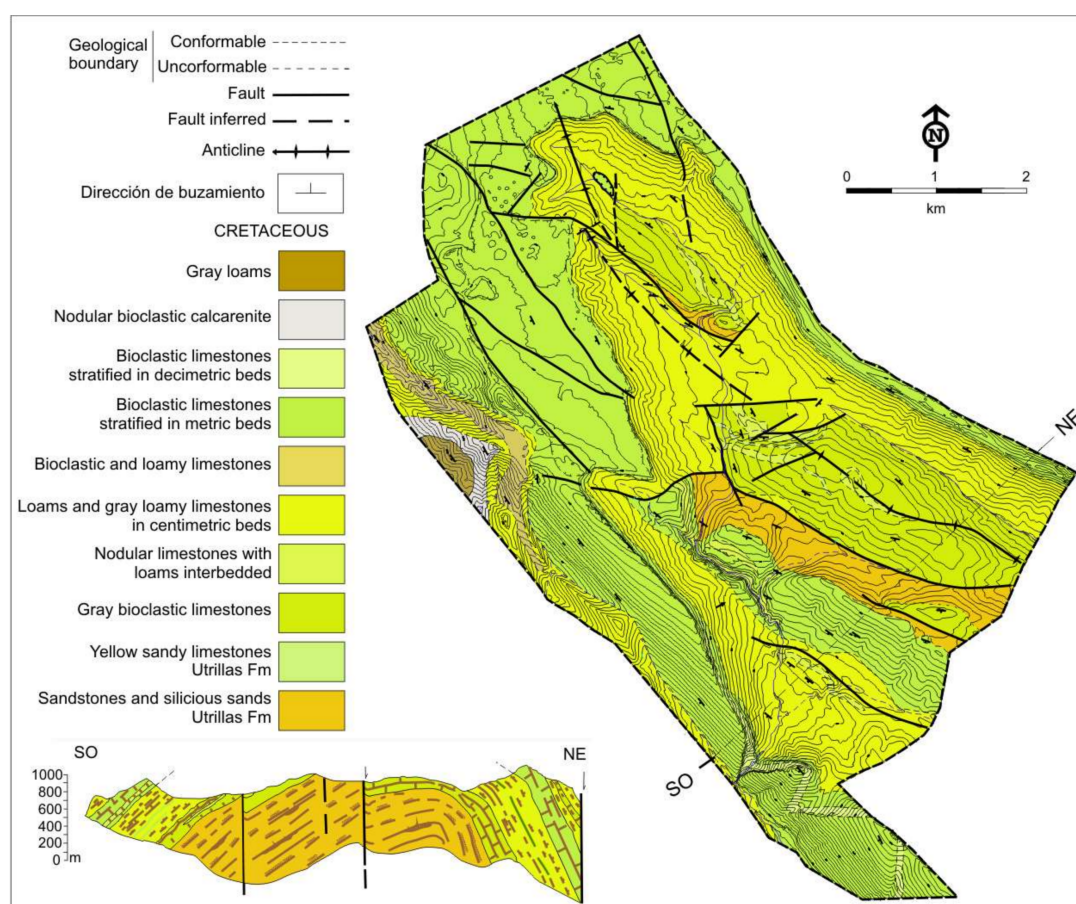 Geological
boundary
Conformable
Uncorformable
Fault
Fault inferred
Anticline
Dirección de buzamiento
CRETACEOUS
Gray loams
Nodular bioclastic calcarenite
Bioclastic limestones
stratified in decimetric beds
Bioclastic limestones
stratified in metric beds
Bioclastic and loamy limestones
Loams and gray loamy limestones
in centimetric beds
Nodular limestones with
loams interbedded
Gray bioclastic limestones
Yellow sandy limestones
Utrillas Fm
Sandstones and silicious sands
Utrillas Fm
N
0 1 2
km
NE
SO
SO NE
1000
800
600
400
200
0 m